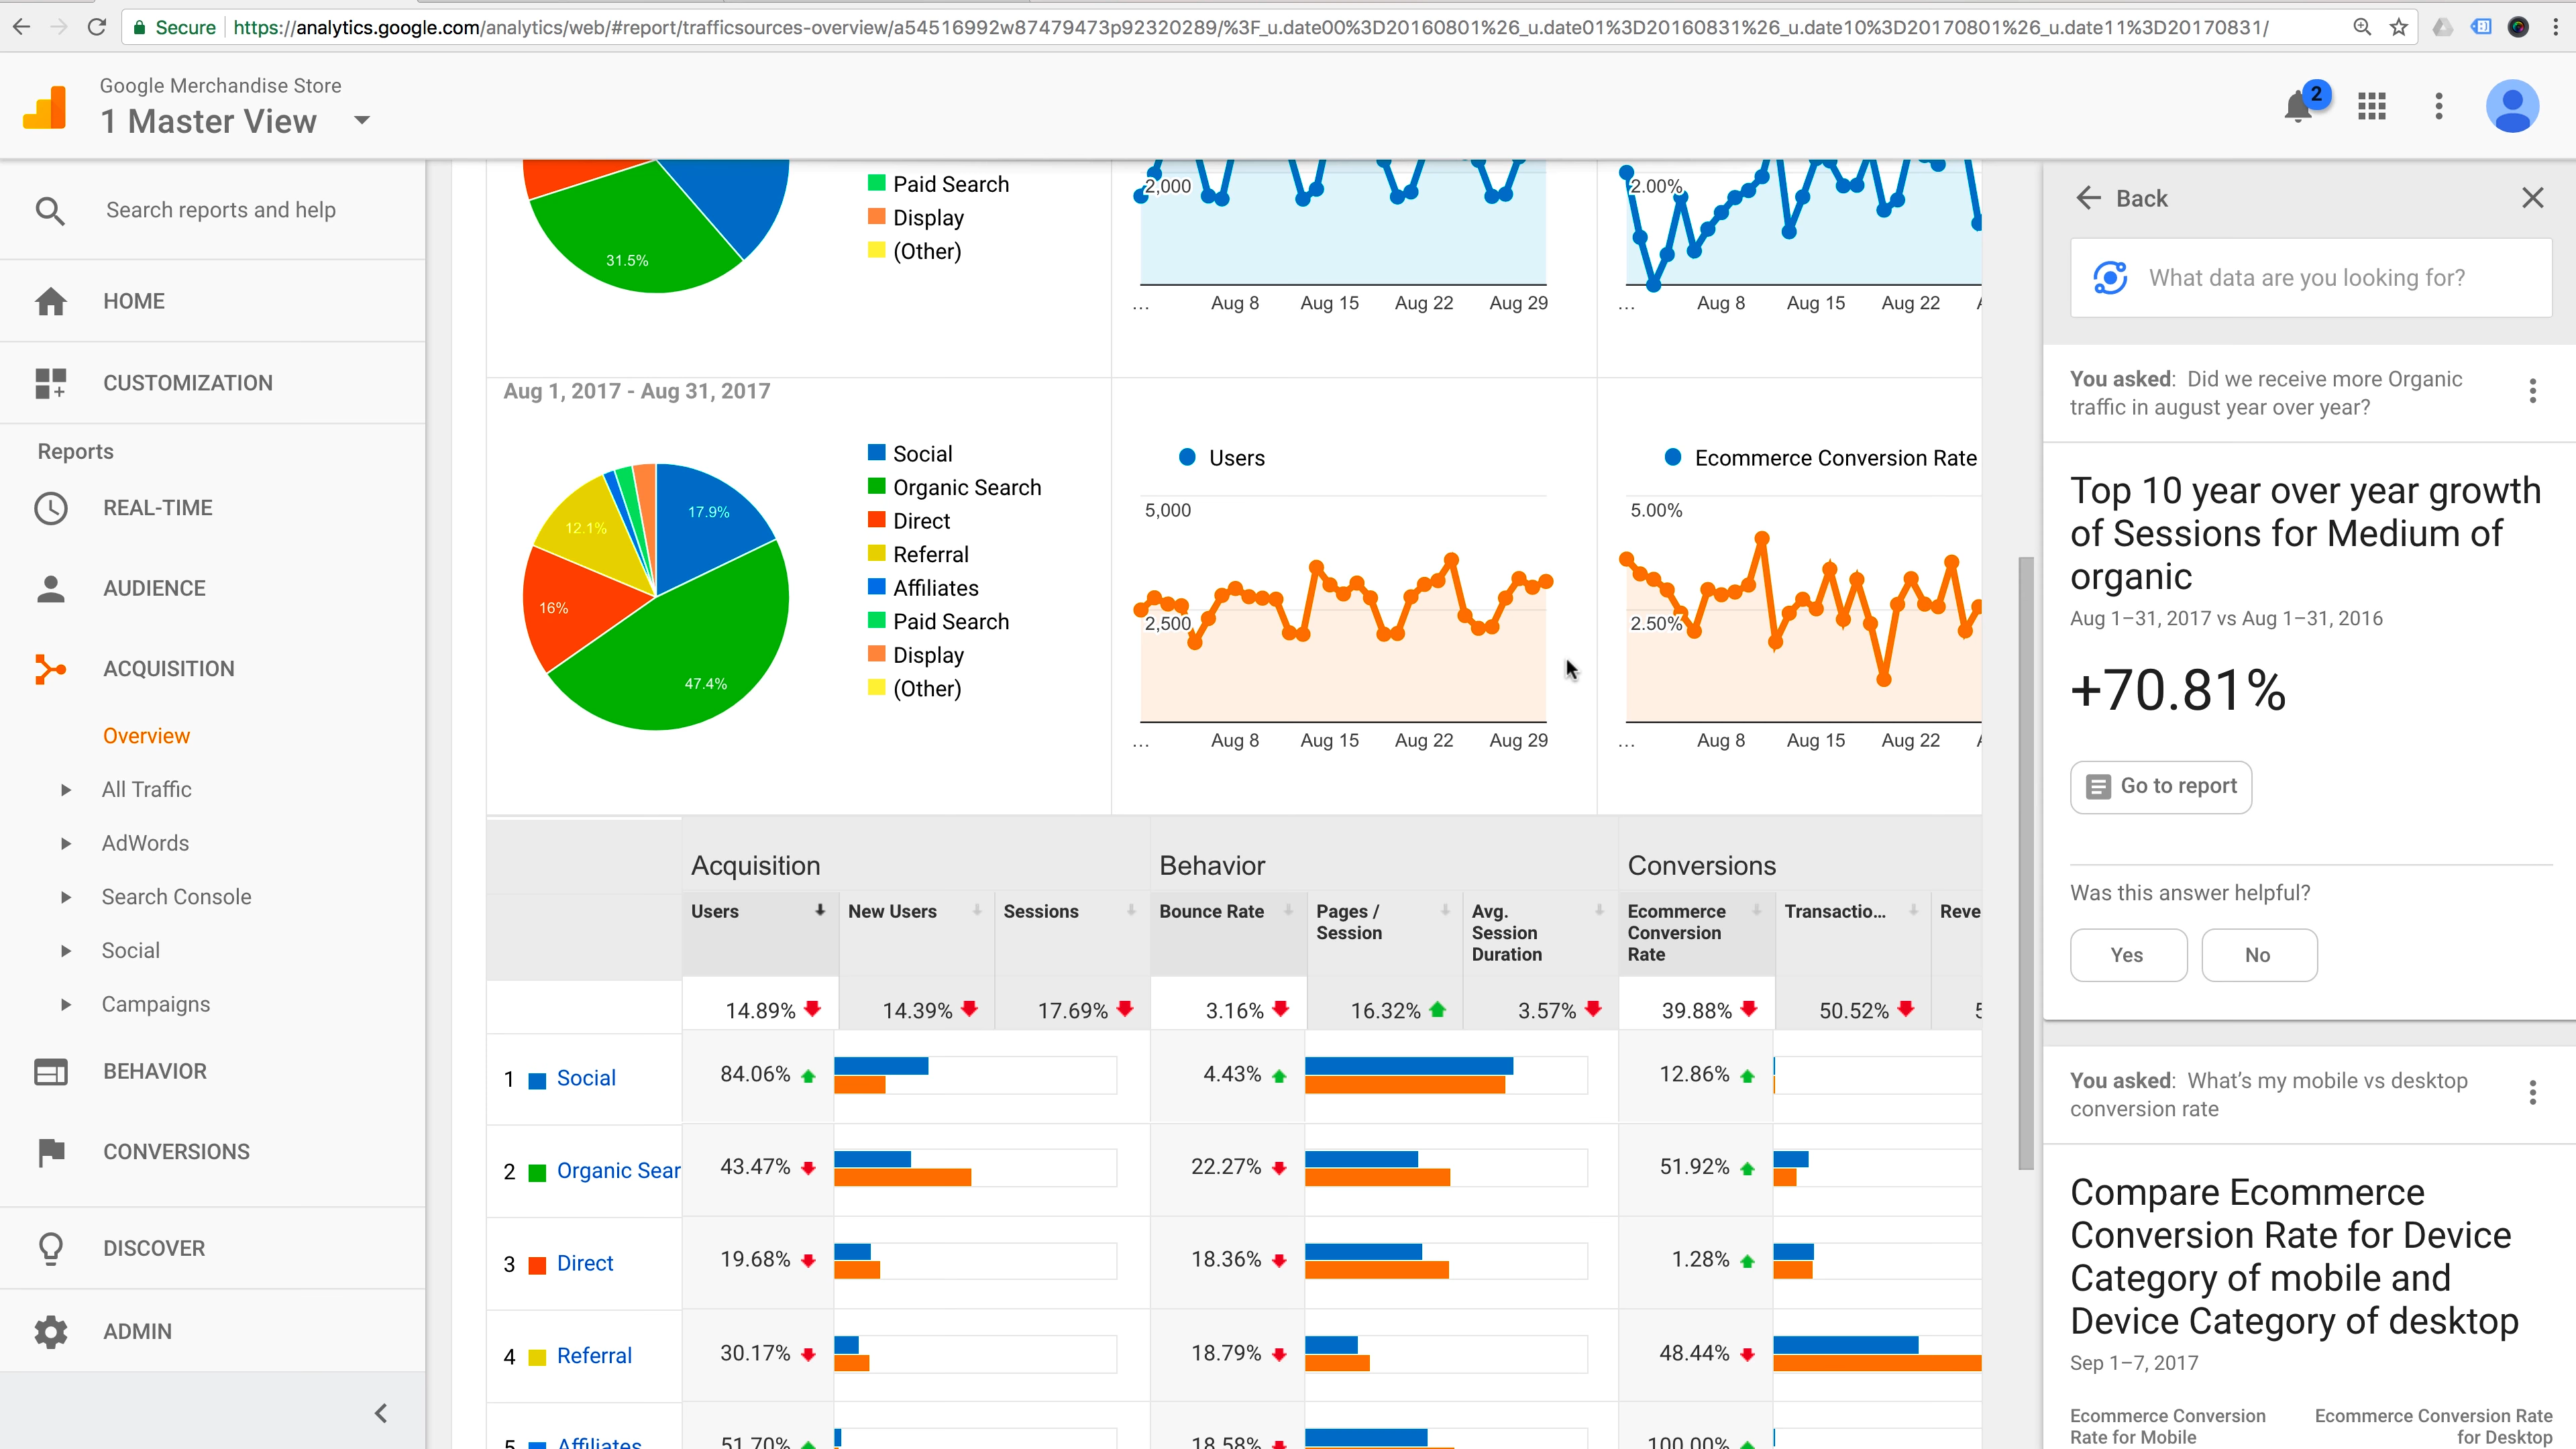 Secure https://analytics.google.com/analytics/web/#report/trafficsources-overview/a54516992w87479473p92320289/%3F_u.date00%3D20160801%26_u.date01%3D20160831%26_u.date10%3D20170801%26_u.date11%3D20170831/
Google Merchandise Store
1 Master View
2
Search reports and help
HOME
CUSTOMIZATION
Reports
REAL-TIME
AUDIENCE
ACQUISITION
Overview
All Traffic
AdWords
Search Console
Social
Campaigns
BEHAVIOR
CONVERSIONS
DISCOVER
ADMIN
31.5%
Paid Search
Display
(Other)
2,000
... Aug 8 Aug 15 Aug 22 Aug 29
2.00%
... Aug 8 Aug 15 Aug 22
Aug 1, 2017 - Aug 31, 2017
17.9%
12.1%
16%
47.4%
Social
Organic Search
Direct
Referral
Affiliates
Paid Search
Display
(Other)
Users
5,000
2,500
... Aug 8 Aug 15 Aug 22 Aug 29
Ecommerce Conversion Rate
5.00%
2.50%
... Aug 8 Aug 15 Aug 22
Acquisition Behavior Conversions
Users New Users Sessions Bounce Rate Pages / Session Avg. Session Duration Ecommerce Conversion Rate Transactio... Reve
14.89% 14.39% 17.69% 3.16% 16.32% 3.57% 39.88% 50.52% 5
1 Social 84.06% 4.43% 12.86%
2 Organic Sear 43.47% 22.27% 51.92%
3 Direct 19.68% 18.36% 1.28%
4 Referral 30.17% 18.79% 48.44%
5 Affiliates 51.70% 18.58% 100.00%
Back
What data are you looking for?
You asked: Did we receive more Organic
traffic in august year over year?
Top 10 year over year growth
of Sessions for Medium of
organic
Aug 1–31, 2017 vs Aug 1–31, 2016
+70.81%
Go to report
Was this answer helpful?
Yes No
You asked: What's my mobile vs desktop
conversion rate
Compare Ecommerce
Conversion Rate for Device
Category of mobile and
Device Category of desktop
Sep 1–7, 2017
Ecommerce Conversion Ecommerce Conversion Rate
Rate for Mobile for Desktop